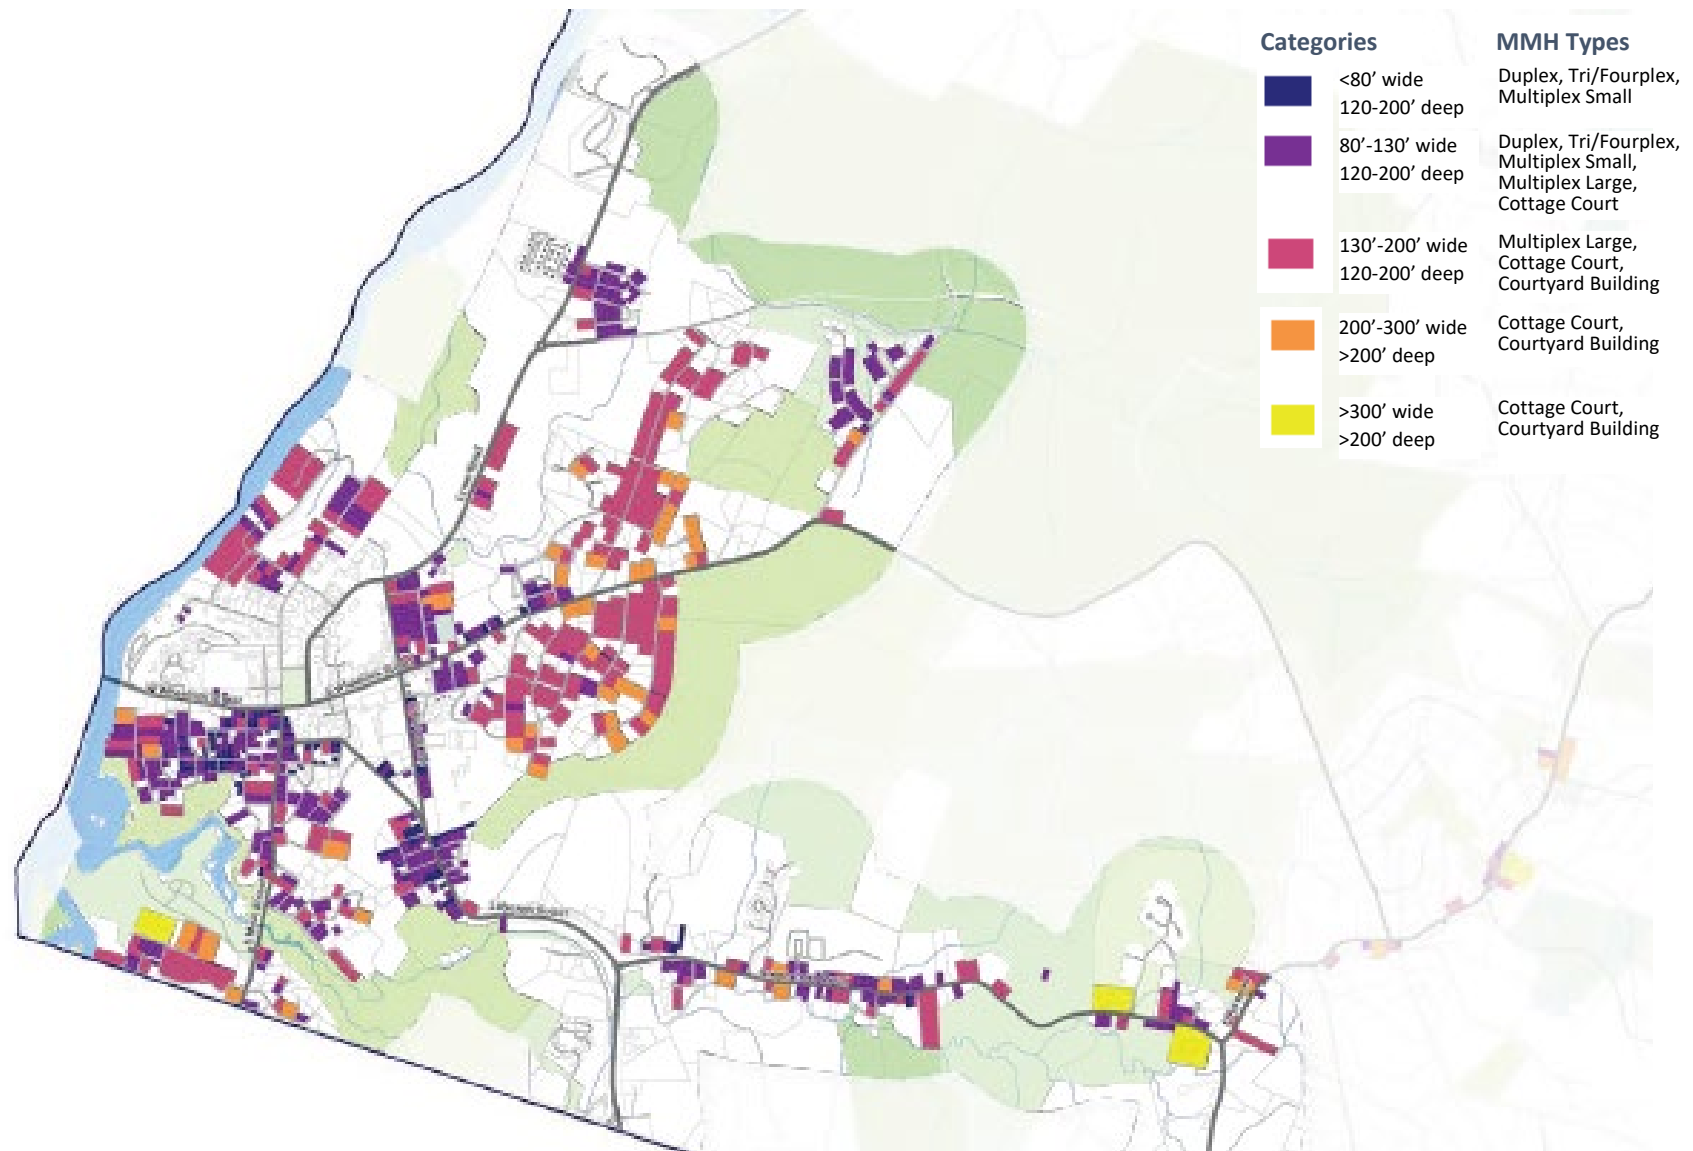 Categories
MMH Types
<80’ wide
120-200’ deep
Duplex, Tri/Fourplex,
Multiplex Small
80’-130’ wide
120-200’ deep
Duplex, Tri/Fourplex,
Multiplex Small,
Multiplex Large,
Cottage Court
130’-200’ wide
120-200’ deep
Multiplex Large,
Cottage Court,
Courtyard Building
200’-300’ wide
>200’ deep
Cottage Court,
Courtyard Building
>300’ wide
>200’ deep
Cottage Court,
Courtyard Building